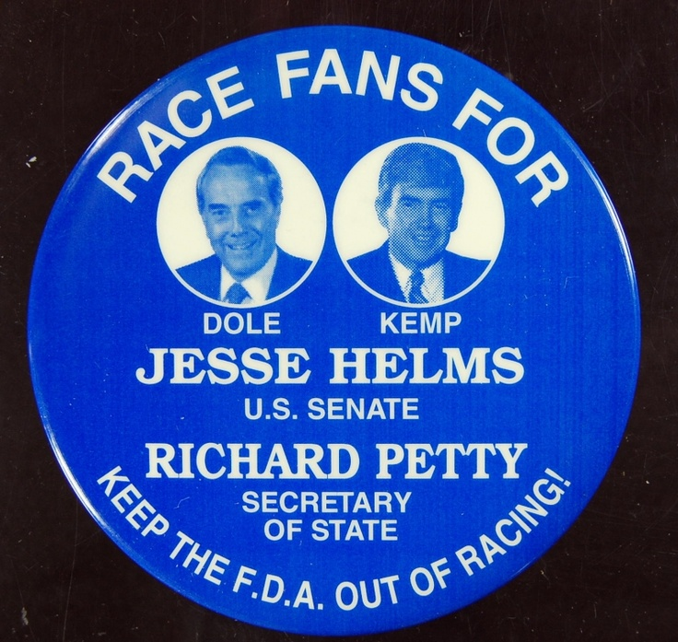 RACE FANS FOR
DOLE
KEMP
JESSE HELMS
U.S. SENATE
RICHARD PETTY
SECRETARY
OF STATE
KEEP THE F.D.A. OUT OF RACING!